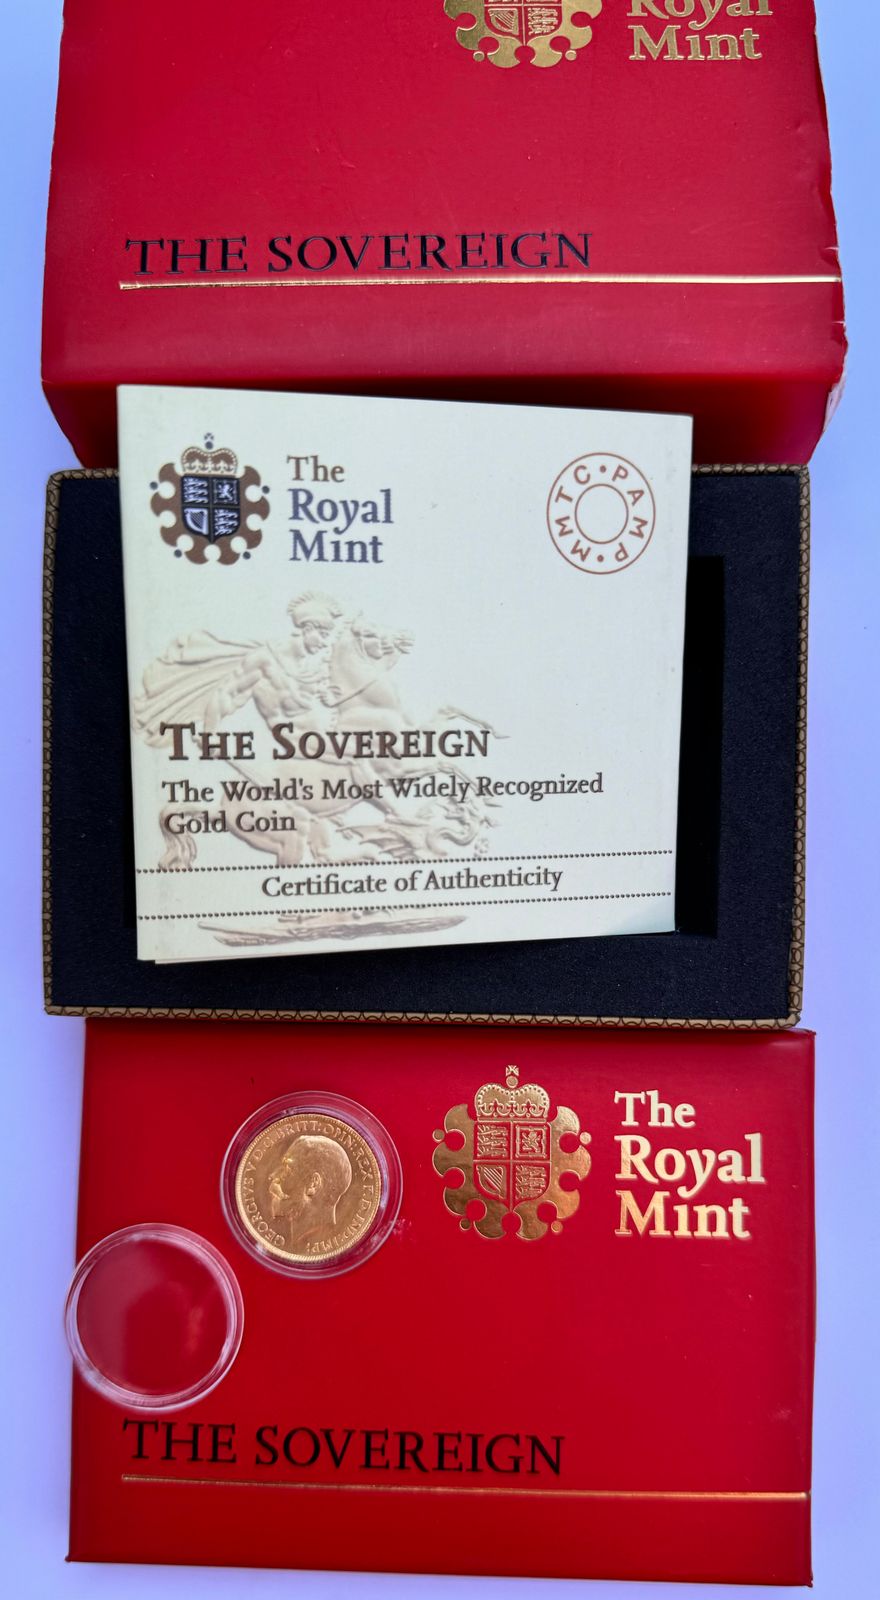 Royal
Mint
THE SOVEREIGN
The
Royal
Mint
MMTC•PAMP•
THE SOVEREIGN
The World's Most Widely Recognized
Gold Coin
Certificate of Authenticity
GEORGIVS V D.G.BRITT:OMN:REX F.D.IND:IMP:
The
Royal
Mint
THE SOVEREIGN